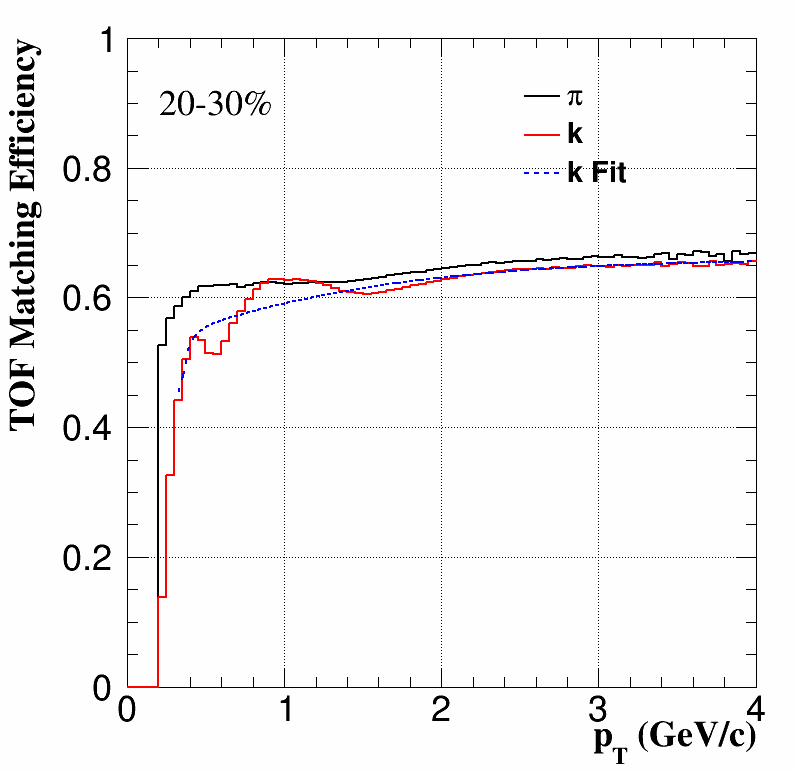 TOF Matching Efficiency
1
0.8
0.6
0.4
0.2
0
20-30%
π
k
k Fit
0 1 2 3 4
pT (GeV/c)